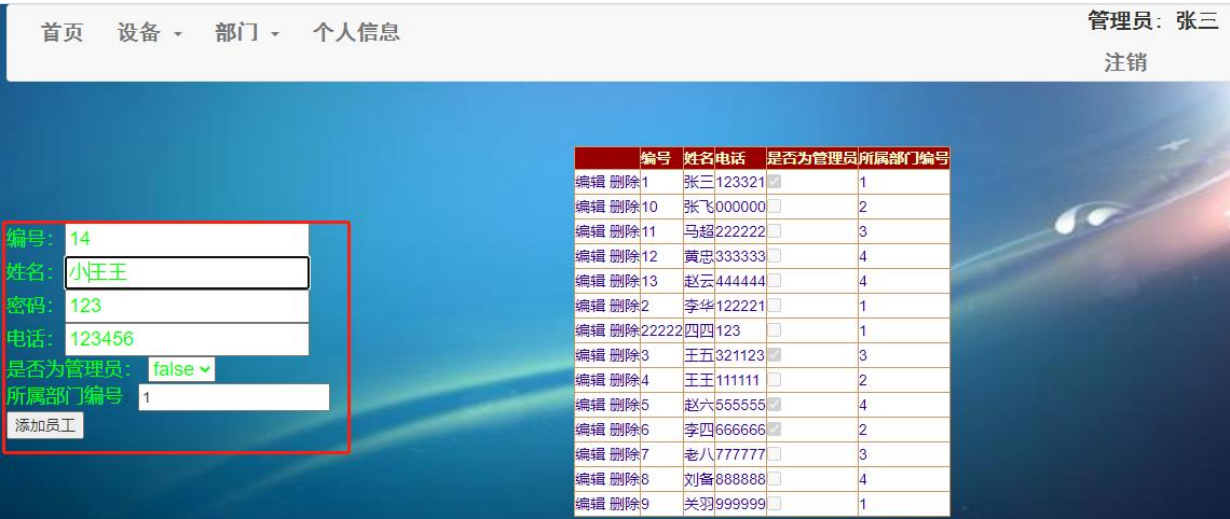 首页 设备 部门 个人信息
管理员：张三
注销
编号：14
姓名：小王王
密码：123
电话：123456
是否为管理员： false
所属部门编号 1
添加员工
编号 姓名 电话 是否为管理员 所属部门编号
编辑 删除 1 张三 123321 1
编辑 删除 10 张飞 000000 2
编辑 删除 11 马超 222222 3
编辑 删除 12 黄忠 333333 4
编辑 删除 13 赵云 444444 4
编辑 删除 2 李华 122221 1
编辑 删除 22222 四四 123 1
编辑 删除 3 王五 321123 3
编辑 删除 4 王王 111111 2
编辑 删除 5 赵六 555555 4
编辑 删除 6 李四 666666 2
编辑 删除 7 老八 777777 3
编辑 删除 8 刘备 888888 4
编辑 删除 9 关羽 999999 1